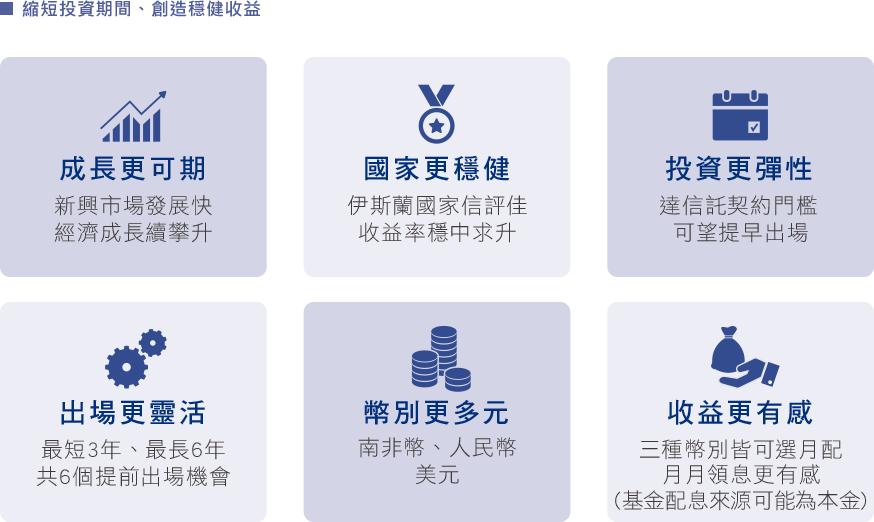 縮短投資期間、創造穩健收益
成長更可期
新興市場發展快
經濟成長續攀升
國家更穩健
伊斯蘭國家信評佳
收益率穩中求升
投資更彈性
達信託契約門檻
可望提早出場
出場更靈活
最短3年、最長6年
共6個提前出場機會
幣別更多元
南非幣、人民幣
美元
收益更有感
三種幣別皆可選月配
月月領息更有感
(基金配息來源可能為本金)